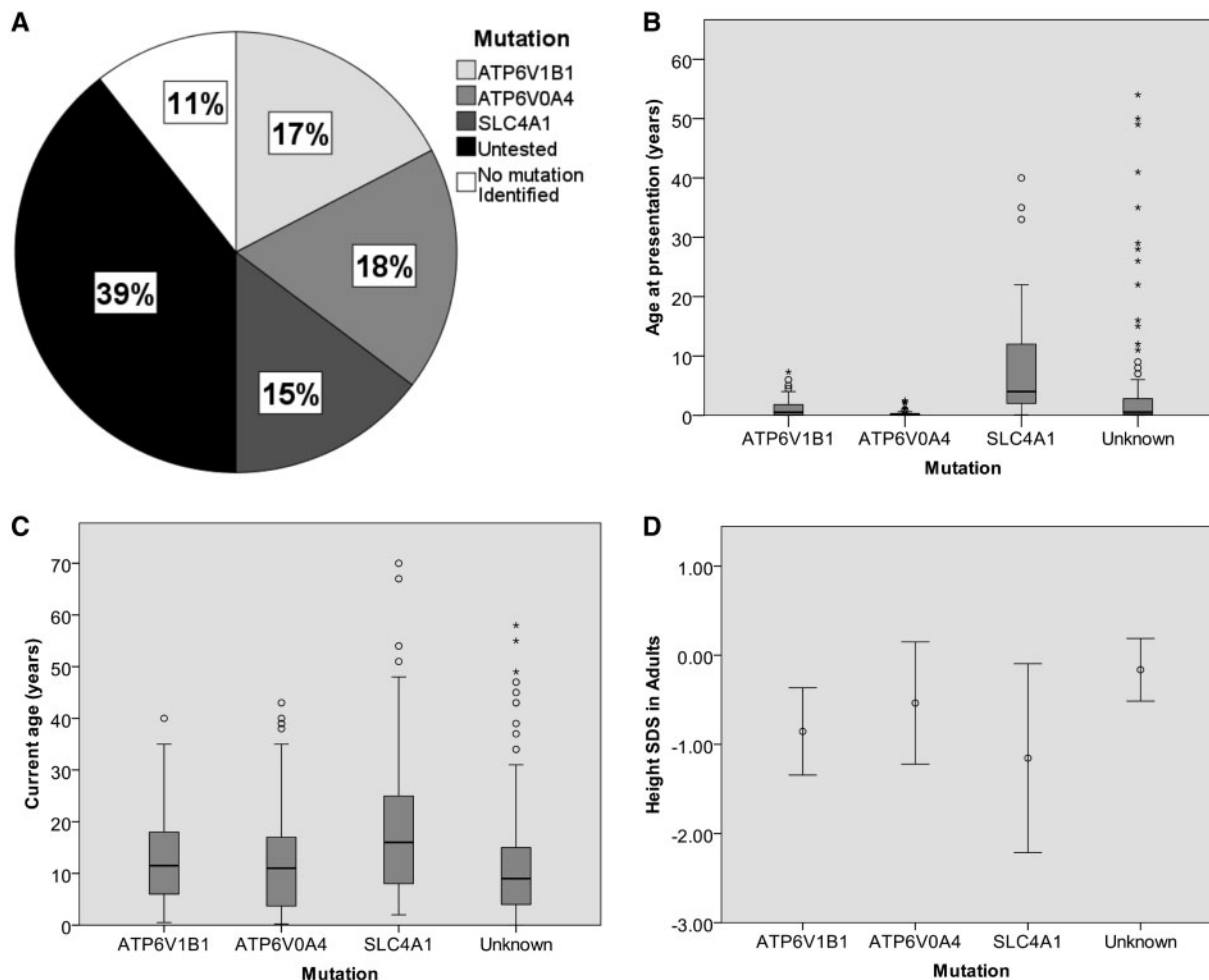 A
Mutation
ATP6V1B1
ATP6V0A4
SLC4A1
Untested
No mutation
Identified
11%
17%
18%
15%
39%
B
Age at presentation (years)
60
50
40
30
20
10
0
ATP6V1B1 ATP6V0A4 SLC4A1 Unknown
Mutation
C
Current age (years)
70
60
50
40
30
20
10
0
ATP6V1B1 ATP6V0A4 SLC4A1 Unknown
Mutation
D
Height SDS in Adults
1.00
0.00
-1.00
-2.00
-3.00
ATP6V1B1 ATP6V0A4 SLC4A1 Unknown
Mutation